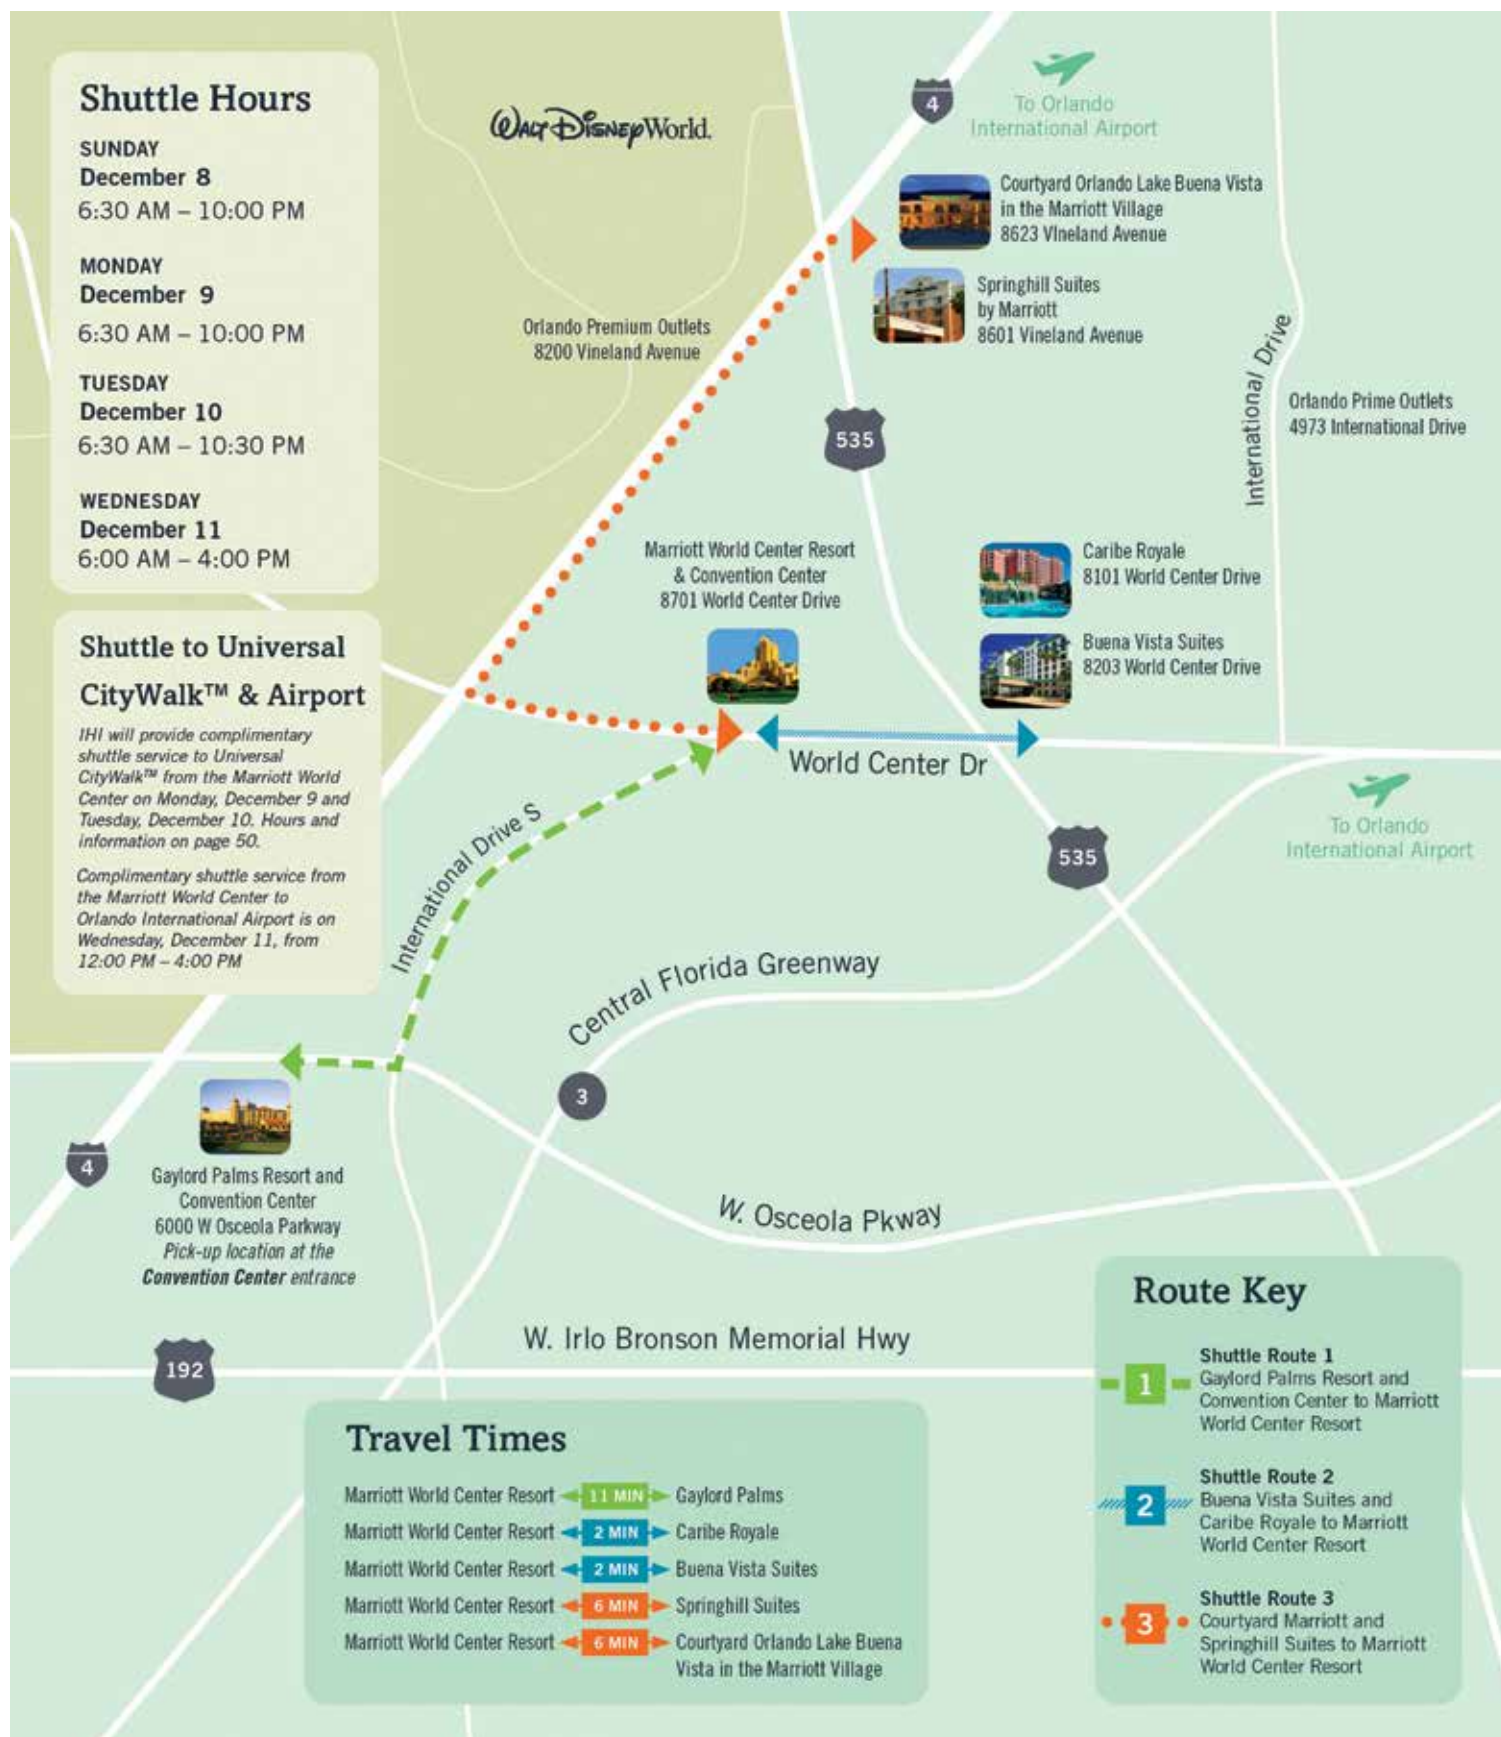 Shuttle Hours
SUNDAY
December 8
6:30 AM – 10:00 PM
MONDAY
December 9
6:30 AM – 10:00 PM
TUESDAY
December 10
6:30 AM – 10:30 PM
WEDNESDAY
December 11
6:00 AM – 4:00 PM
Shuttle to Universal
CityWalk™ & Airport
IHI will provide complimentary
shuttle service to Universal
CityWalk™ from the Marriott World
Center on Monday, December 9 and
Tuesday, December 10. Hours and
information on page 50.
Complimentary shuttle service from
the Marriott World Center to
Orlando International Airport is on
Wednesday, December 11, from
12:00 PM – 4:00 PM
WALT DISNEY World.
4
To Orlando
International Airport
Courtyard Orlando Lake Buena Vista
in the Marriott Village
8623 VIneland Avenue
Springhill Suites
by Marriott
8601 Vineland Avenue
Orlando Premium Outlets
8200 Vineland Avenue
International Drive
Orlando Prime Outlets
4973 International Drive
535
Marriott World Center Resort
& Convention Center
8701 World Center Drive
Caribe Royale
8101 World Center Drive
Buena Vista Suites
8203 World Center Drive
World Center Dr
International Drive S
To Orlando
International Airport
535
Central Florida Greenway
3
4
Gaylord Palms Resort and
Convention Center
6000 W Osceola Parkway
Pick-up location at the
Convention Center entrance
W. Osceola Pkway
W. Irlo Bronson Memorial Hwy
192
Travel Times
Marriott World Center Resort 11 MIN Gaylord Palms
Marriott World Center Resort 2 MIN Caribe Royale
Marriott World Center Resort 2 MIN Buena Vista Suites
Marriott World Center Resort 6 MIN Springhill Suites
Marriott World Center Resort 6 MIN Courtyard Orlando Lake Buena
Vista in the Marriott Village
Route Key
Shuttle Route 1
1 Gaylord Palms Resort and
Convention Center to Marriott
World Center Resort
Shuttle Route 2
2 Buena Vista Suites and
Caribe Royale to Marriott
World Center Resort
Shuttle Route 3
3 Courtyard Marriott and
Springhill Suites to Marriott
World Center Resort